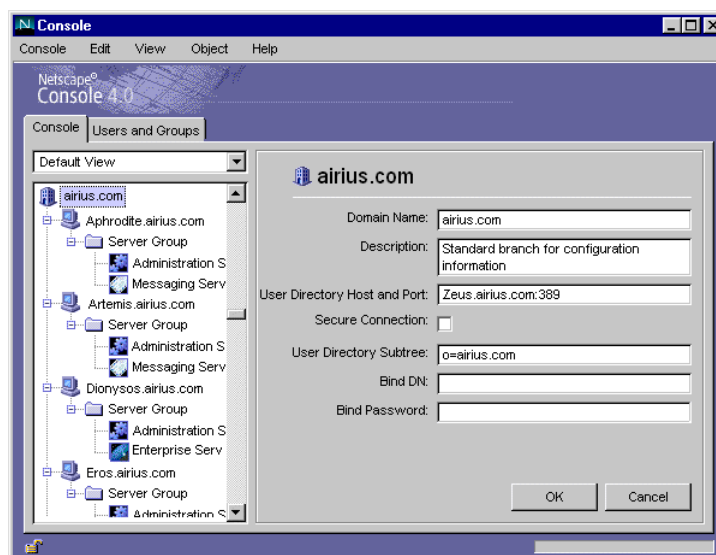 Console
Console Edit View Object Help
Netscape®
Console 4.0
Console Users and Groups
Default View
airius.com
Aphrodite.airius.com
Server Group
Administration S
Messaging Serv
Artemis.airius.com
Server Group
Administration S
Messaging Serv
Dionysos.airius.com
Server Group
Administration S
Enterprise Serv
Eros.airius.com
Server Group
Administration S
airius.com
Domain Name: airius.com
Description: Standard branch for configuration
information
User Directory Host and Port: Zeus.airius.com:389
Secure Connection:
User Directory Subtree: o=airius.com
Bind DN:
Bind Password:
OK Cancel